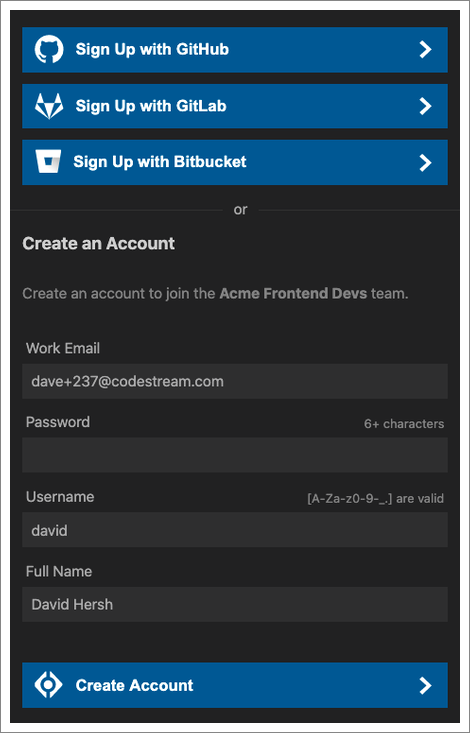 Sign Up with GitHub
Sign Up with GitLab
Sign Up with Bitbucket
or
Create an Account
Create an account to join the Acme Frontend Devs team.
Work Email
dave+237@codestream.com
Password 6+ characters
Username [A-Za-z0-9-_.] are valid
david
Full Name
David Hersh
Create Account